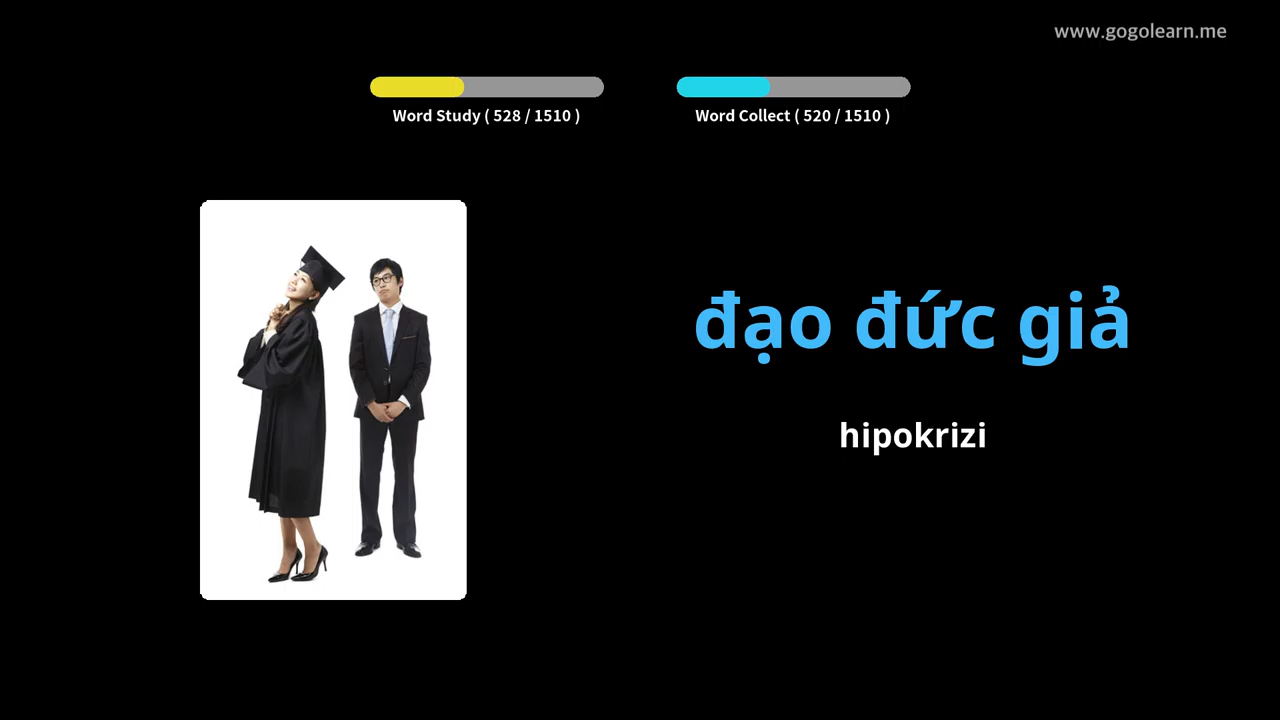 www.gogolearn.me
Word Study ( 528 / 1510 )
Word Collect ( 520 / 1510 )
đạo đức giả
hipokrizi